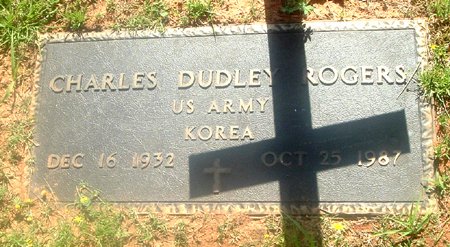 CHARLES DUDLEY ROGERS
US ARMY
KOREA
DEC 16 1932 OCT 25 1987